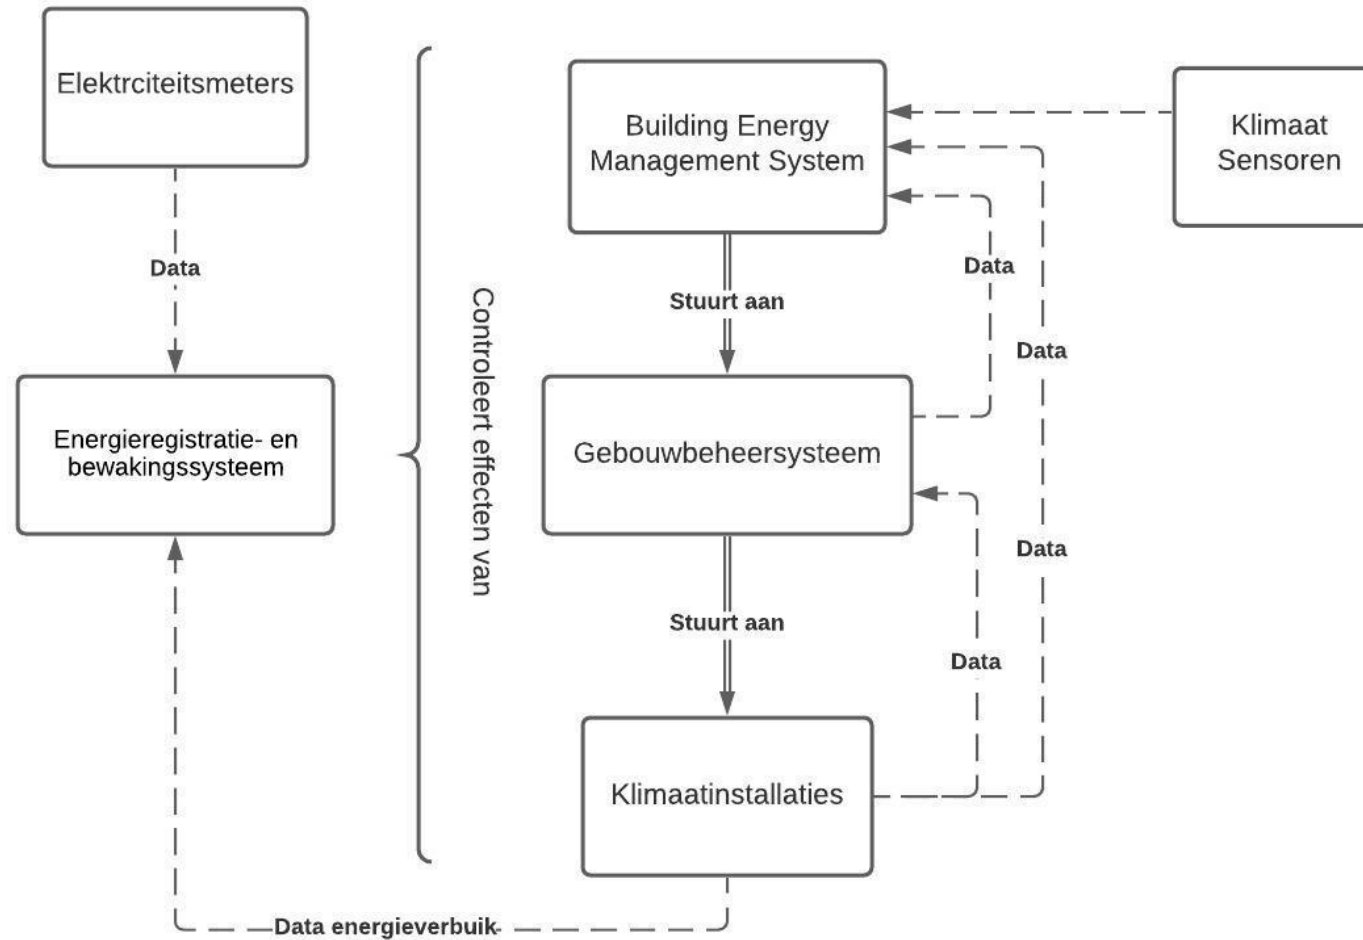 Elektrciteitsmeters
Building Energy
Management System
Klimaat
Sensoren
Data
Data
Stuurt aan
Controleert effecten van
Data
Energieregistratie- en
bewakingssysteem
Gebouwbeheersysteem
Data
Stuurt aan
Data
Klimaatinstallaties
Data energieverbuik